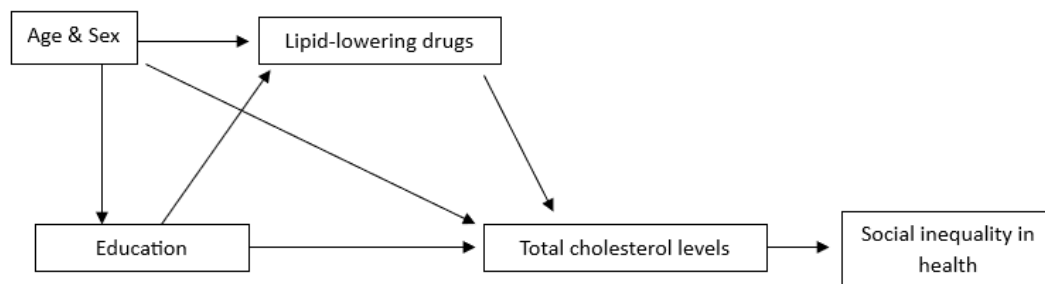 Age & Sex
Lipid-lowering drugs
Education
Total cholesterol levels
Social inequality in
health